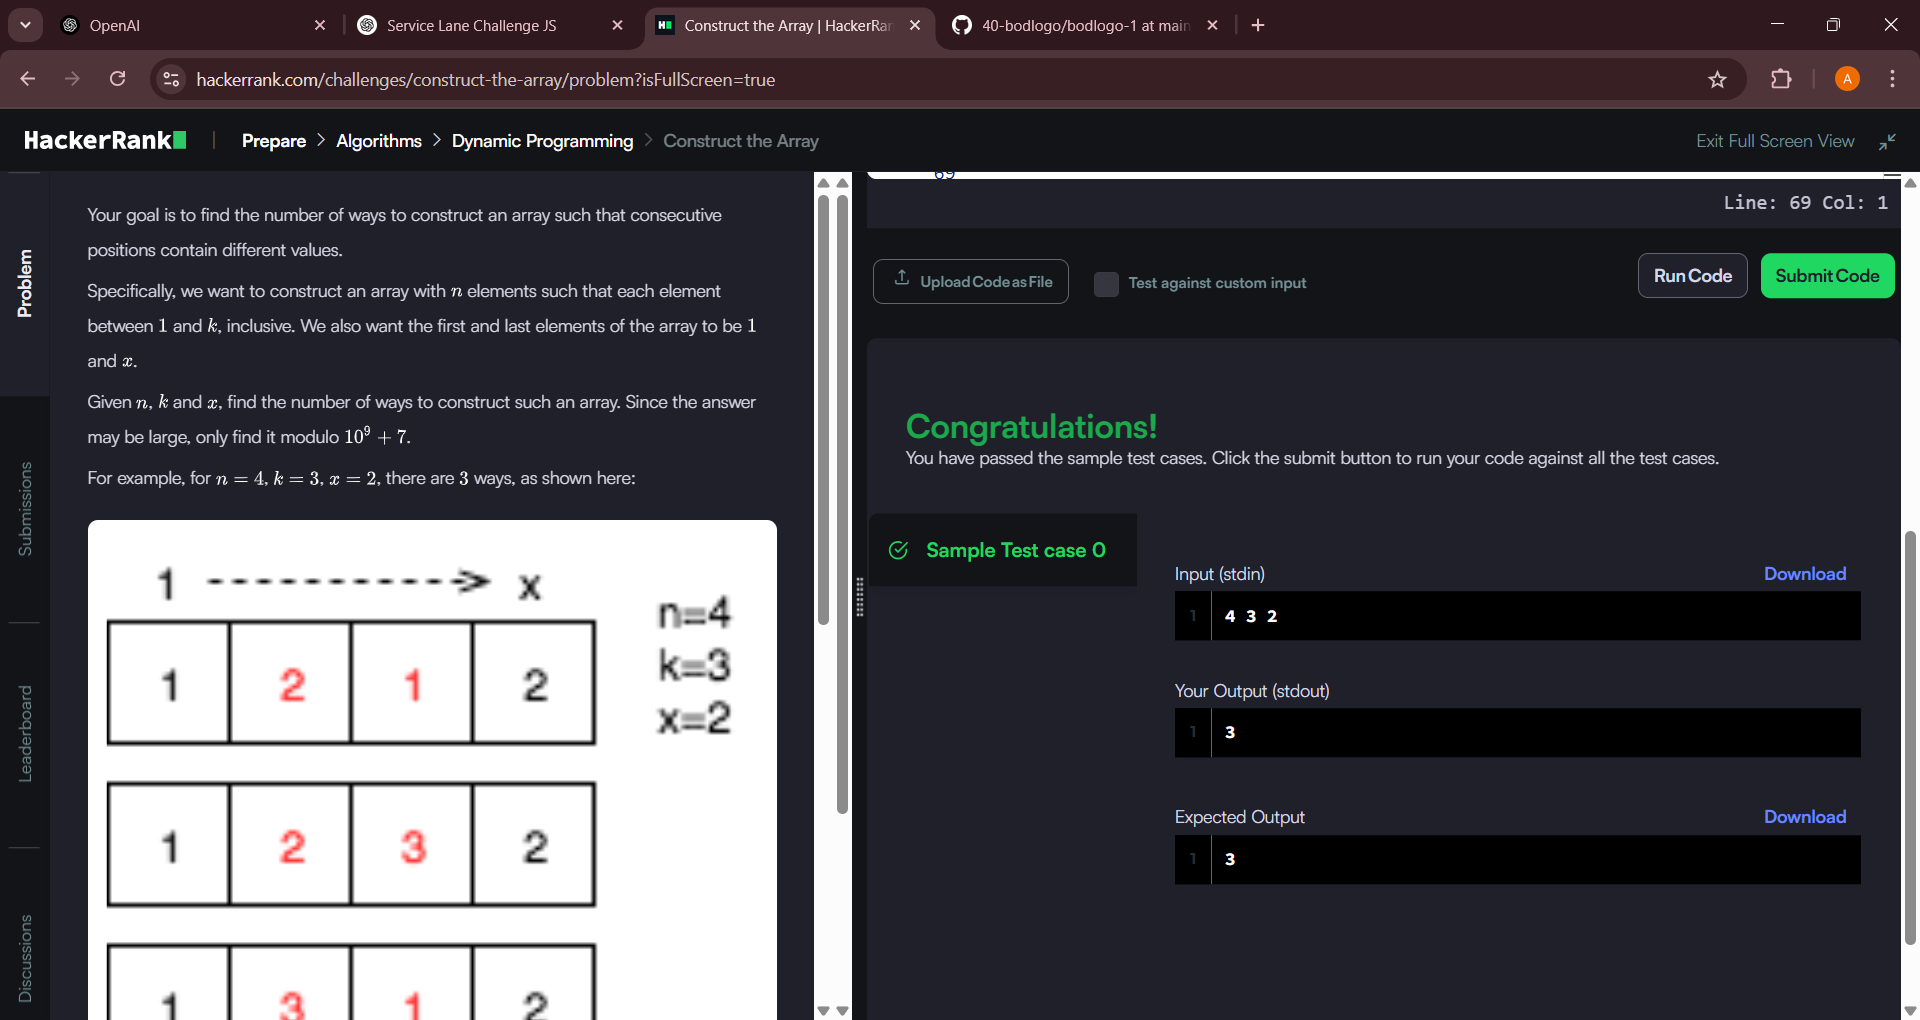 OpenAI
Service Lane Challenge JS
Construct the Array | HackerRan
40-bodlogo/bodlogo-1 at main
hackerrank.com/challenges/construct-the-array/problem?isFullScreen=true
A
HackerRank
Prepare > Algorithms > Dynamic Programming > Construct the Array
Exit Full Screen View
Problem
Submissions
Leaderboard
Discussions
Your goal is to find the number of ways to construct an array such that consecutive
positions contain different values.
Specifically, we want to construct an array with n elements such that each element
between 1 and k, inclusive. We also want the first and last elements of the array to be 1
and x.
Given n, k and x, find the number of ways to construct such an array. Since the answer
may be large, only find it modulo 10⁹ + 7.
For example, for n = 4, k = 3, x = 2, there are 3 ways, as shown here:
1 -----------> x
n=4
k=3
x=2
1 2 1 2
1 2 3 2
1 3 1 2
69
Line: 69 Col: 1
Upload Code as File
Test against custom input
Run Code
Submit Code
Congratulations!
You have passed the sample test cases. Click the submit button to run your code against all the test cases.
Sample Test case 0
Input (stdin)
Download
1 4 3 2
Your Output (stdout)
1 3
Expected Output
Download
1 3